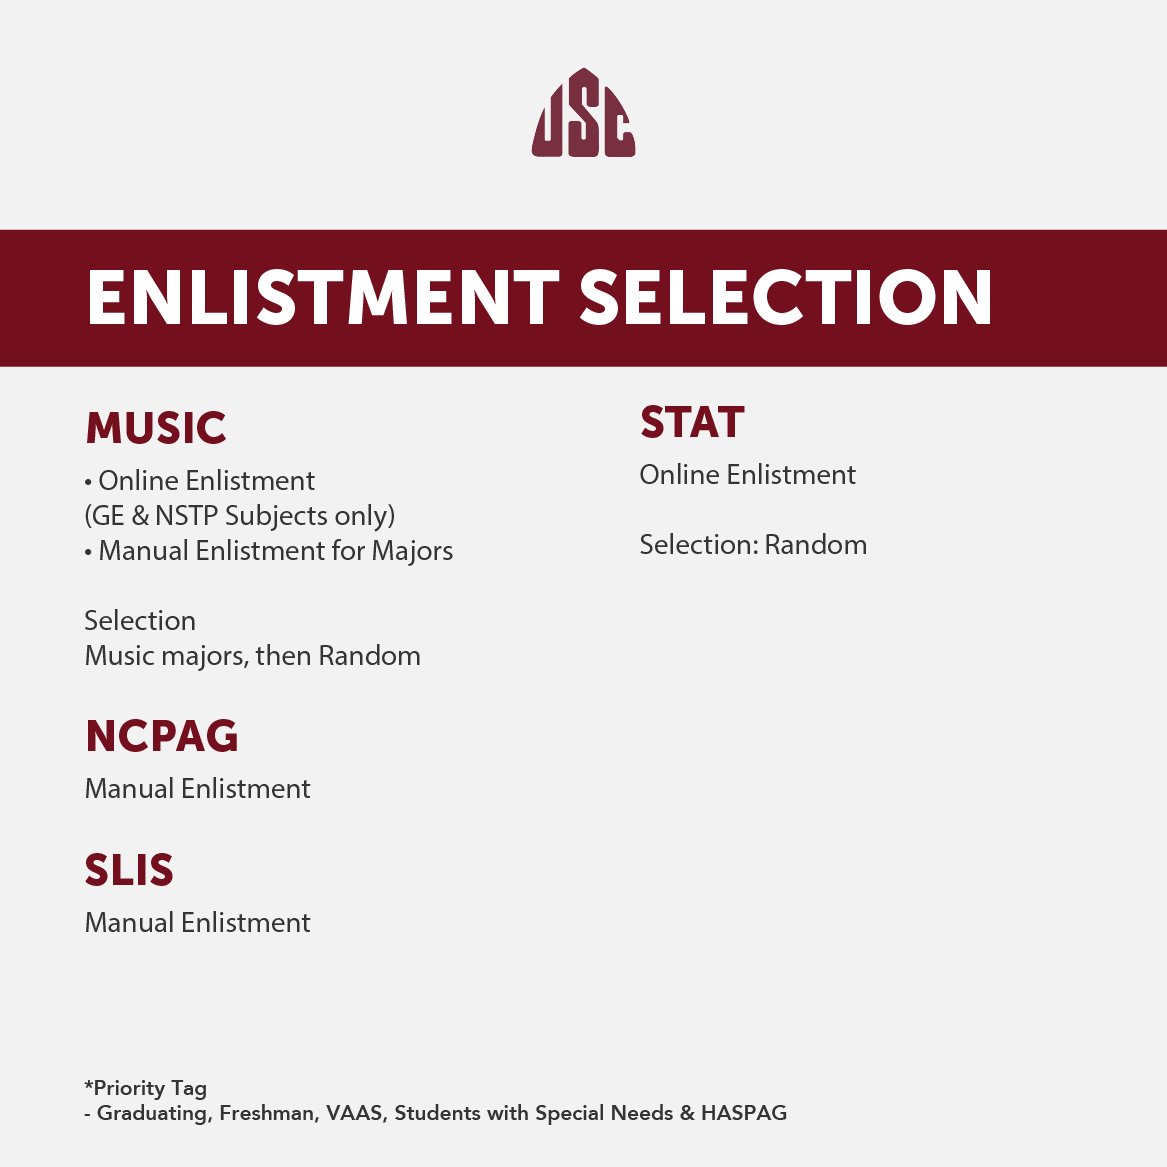 USC
ENLISTMENT SELECTION
MUSIC
• Online Enlistment
(GE & NSTP Subjects only)
• Manual Enlistment for Majors
Selection
Music majors, then Random
NCPAG
Manual Enlistment
SLIS
Manual Enlistment
STAT
Online Enlistment
Selection: Random
*Priority Tag
- Graduating, Freshman, VAAS, Students with Special Needs & HASPAG